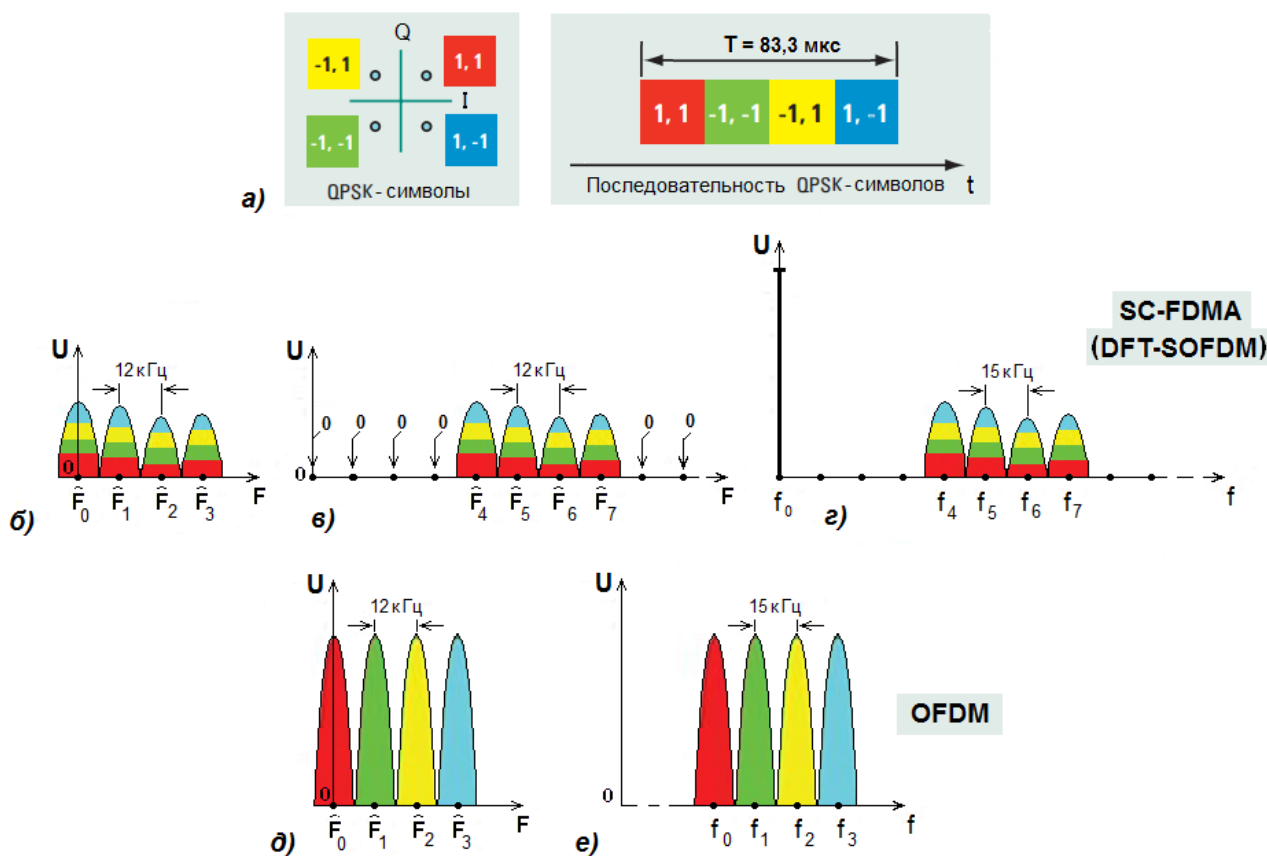 Q
-1, 1
1, 1
I
-1, -1
1, -1
QPSK - символы
а)
T = 83,3 мкс
1, 1
-1, -1
-1, 1
1, -1
Последовательность QPSK-символов t
U
12 кГц
0
F̂0 F̂1 F̂2 F̂3 F
б)
U
12 кГц
0 0 0 0 0 0
0
F̂4 F̂5 F̂6 F̂7 F
в)
U
15 кГц
f0 f4 f5 f6 f7 f
г)
SC-FDMA
(DFT-SOFDM)
U
12 кГц
0
F̂0 F̂1 F̂2 F̂3 F
д)
U
15 кГц
0
f0 f1 f2 f3 f
е)
OFDM